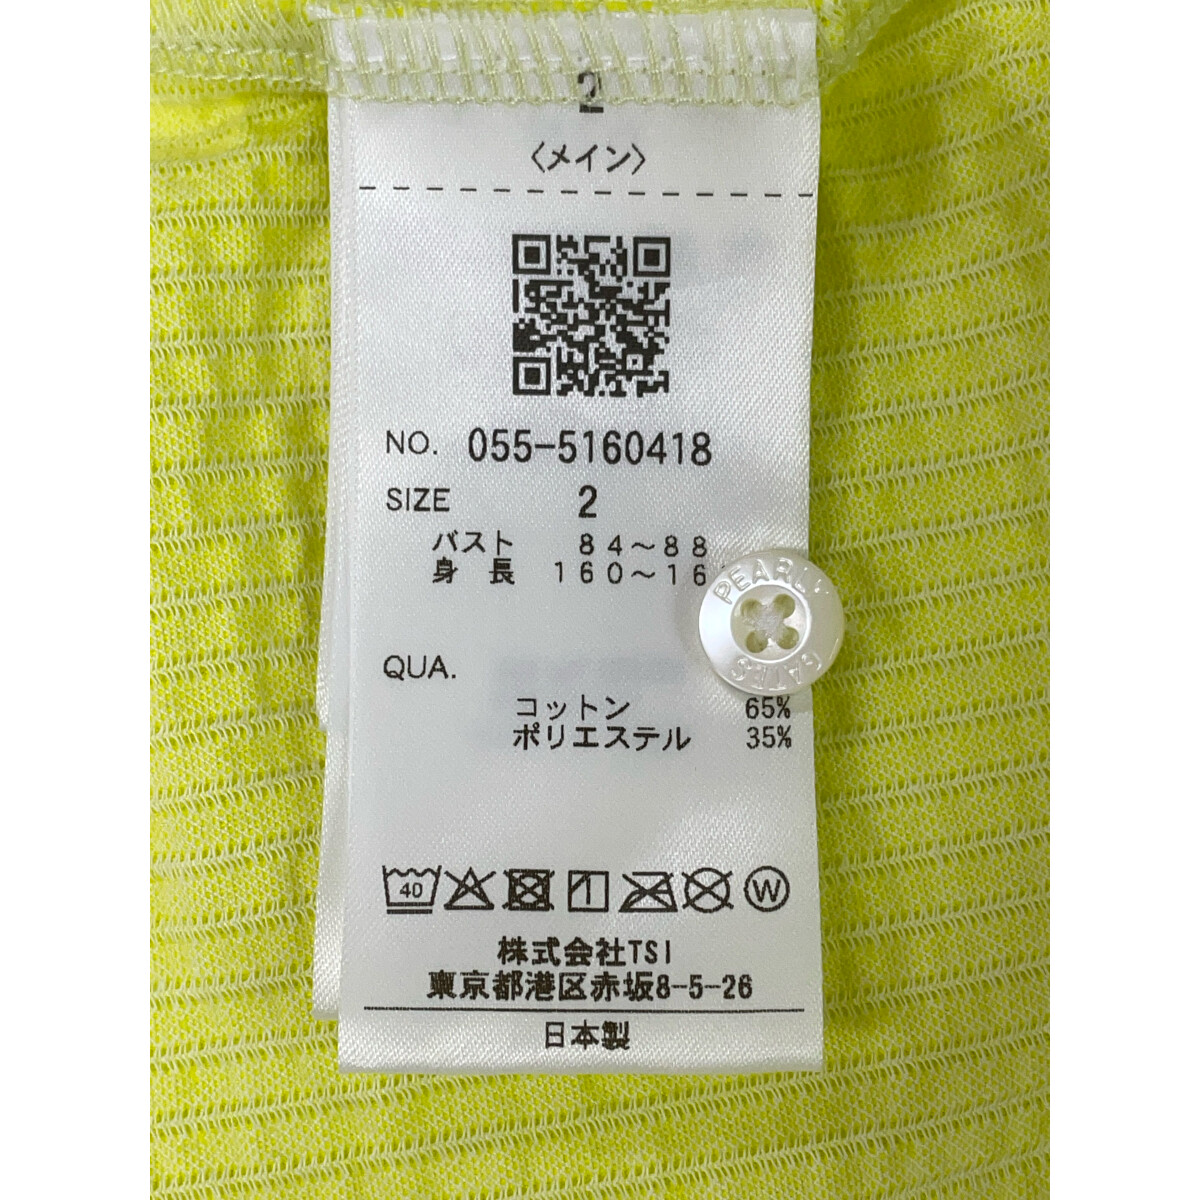 2
〈メイン〉
NO. 055-5160418
SIZE 2
バスト 84～88
身長 160～16
PEARLY
GATES
QUA.
コットン 65%
ポリエステル 35%
40
W
株式会社TSI
東京都港区赤坂8-5-26
日本製